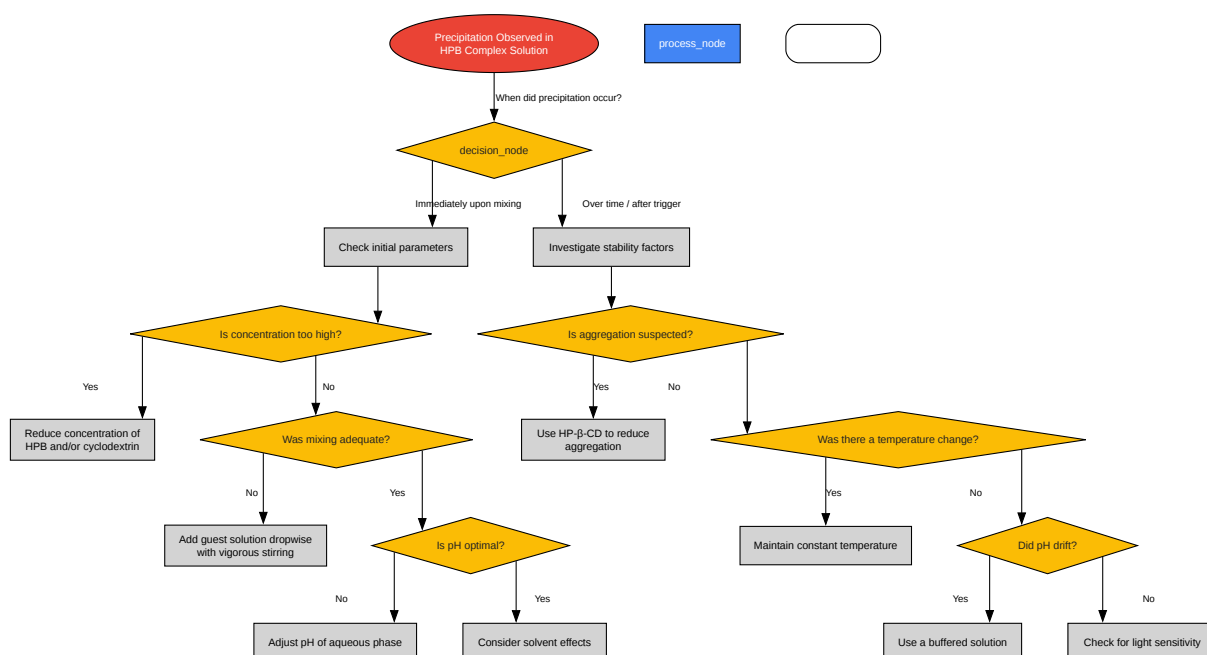 Precipitation Observed in
HPB Complex Solution
process_node
When did precipitation occur?
decision_node
Immediately upon mixing
Over time / after trigger
Check initial parameters
Investigate stability factors
Is concentration too high?
Is aggregation suspected?
Yes
No
Yes
No
Reduce concentration of
HPB and/or cyclodextrin
Was mixing adequate?
Use HP-β-CD to reduce
aggregation
Was there a temperature change?
No
Yes
Yes
No
Add guest solution dropwise
with vigorous stirring
Is pH optimal?
Maintain constant temperature
Did pH drift?
No
Yes
Yes
No
Adjust pH of aqueous phase
Consider solvent effects
Use a buffered solution
Check for light sensitivity